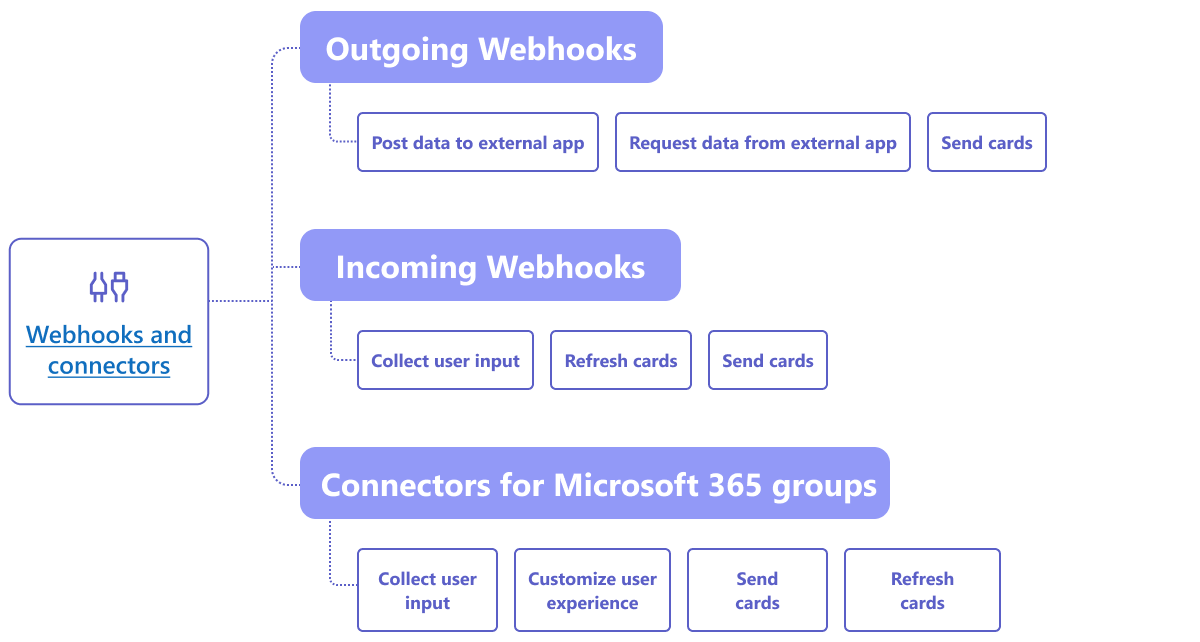 Outgoing Webhooks
Post data to external app
Request data from external app
Send cards
Webhooks and
connectors
Incoming Webhooks
Collect user input
Refresh cards
Send cards
Connectors for Microsoft 365 groups
Collect user
input
Customize user
experience
Send
cards
Refresh
cards